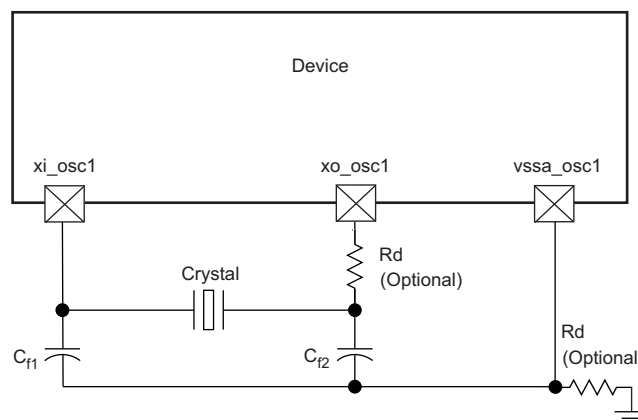 Device
xi_osc1
xo_osc1
vssa_osc1
Rd
(Optional)
Crystal
Rd
(Optional
Cf1
Cf2